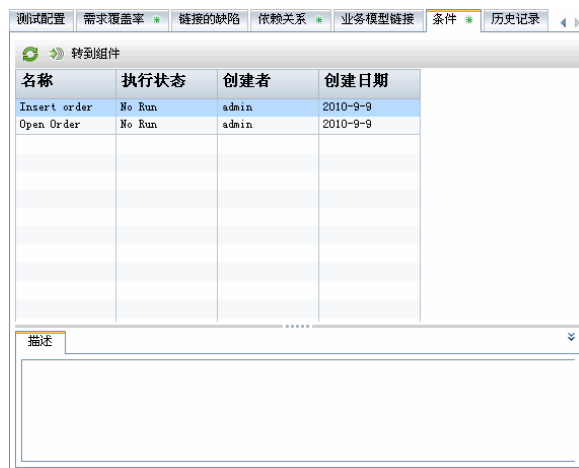 测试配置 需求覆盖率 * 链接的缺陷 依赖关系 * 业务模型链接 条件 * 历史记录
转到组件
名称 执行状态 创建者 创建日期
Insert order No Run admin 2010-9-9
Open Order No Run admin 2010-9-9
描述